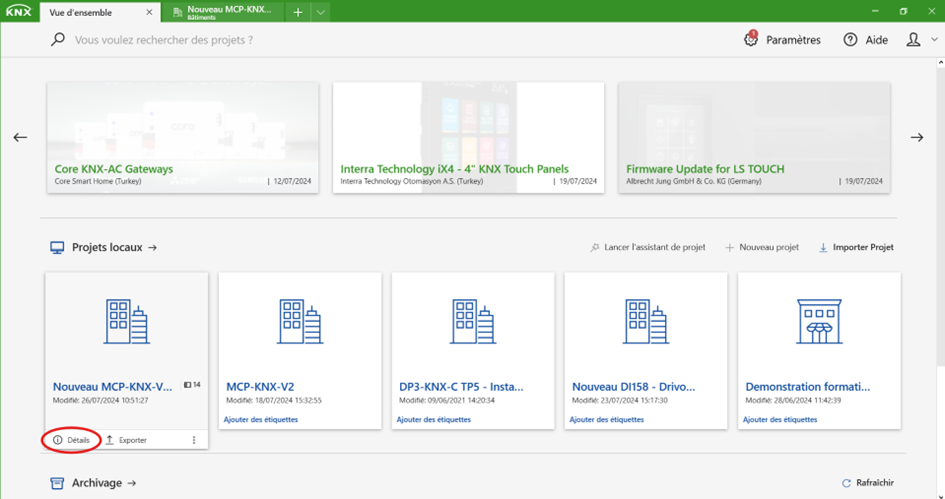 KNX
Vue d'ensemble
Nouveau MCP-KNX...
Bâtiments
Vous voulez rechercher des projets ?
Paramètres
Aide
Core KNX-AC Gateways
Core Smart Home (Turkey) | 12/07/2024
Interra Technology iX4 - 4" KNX Touch Panels
Interra Technology Otomasyon A.S. (Turkey) | 19/07/2024
Firmware Update for LS TOUCH
Albrecht Jung GmbH & Co. KG (Germany) | 19/07/2024
Projets locaux
Lancer l'assistant de projet
Nouveau projet
Importer Projet
Nouveau MCP-KNX-V... 14
Modifié: 26/07/2024 10:51:27
Détails
Exporter
MCP-KNX-V2
Modifié: 18/07/2024 15:32:55
Ajouter des étiquettes
DP3-KNX-C TP5 - Insta...
Modifié: 09/06/2021 14:20:34
Ajouter des étiquettes
Nouveau DI158 - Drivo...
Modifié: 23/07/2024 15:17:30
Ajouter des étiquettes
Demonstration formati...
Modifié: 28/06/2024 11:42:39
Ajouter des étiquettes
Archivage
Rafraîchir